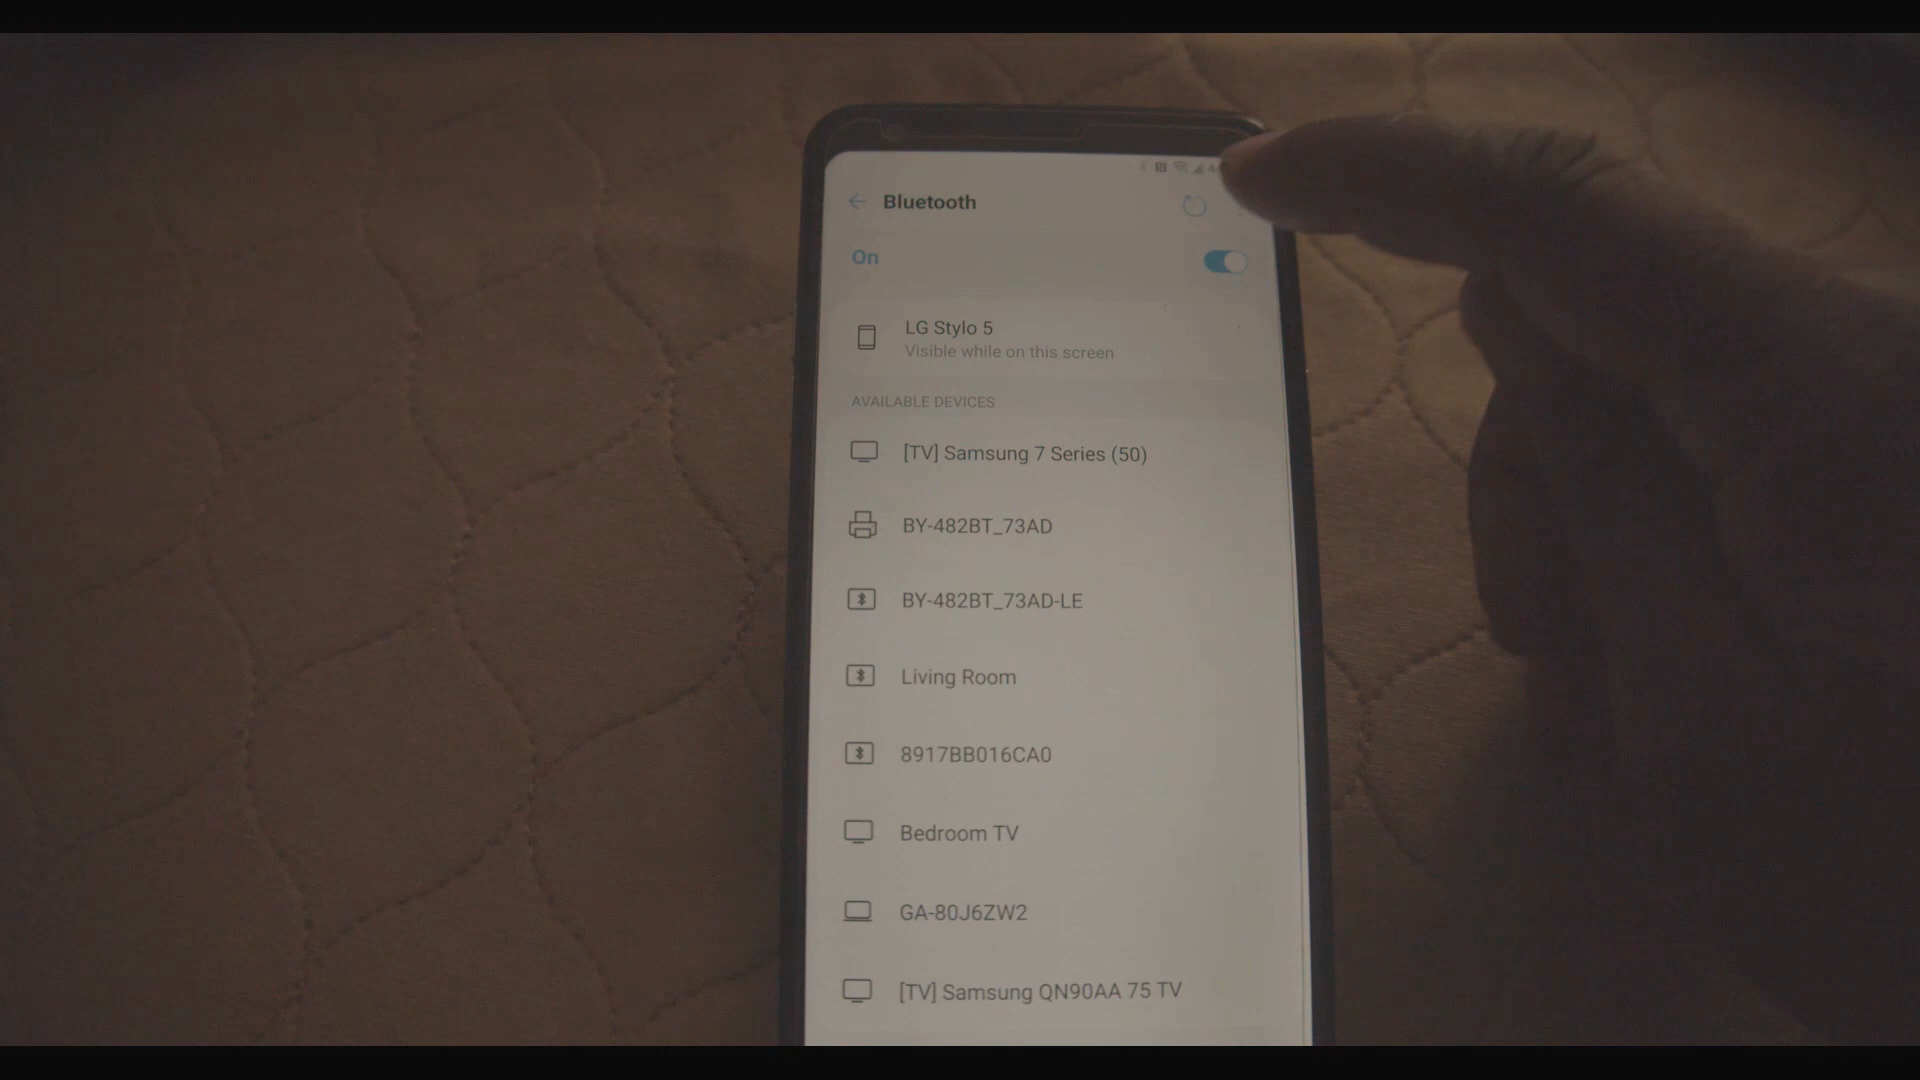 Bluetooth
On
LG Stylo 5
Visible while on this screen
AVAILABLE DEVICES
[TV] Samsung 7 Series (50)
BY-482BT_73AD
BY-482BT_73AD-LE
Living Room
8917BB016CA0
Bedroom TV
GA-80J6ZW2
[TV] Samsung QN90AA 75 TV